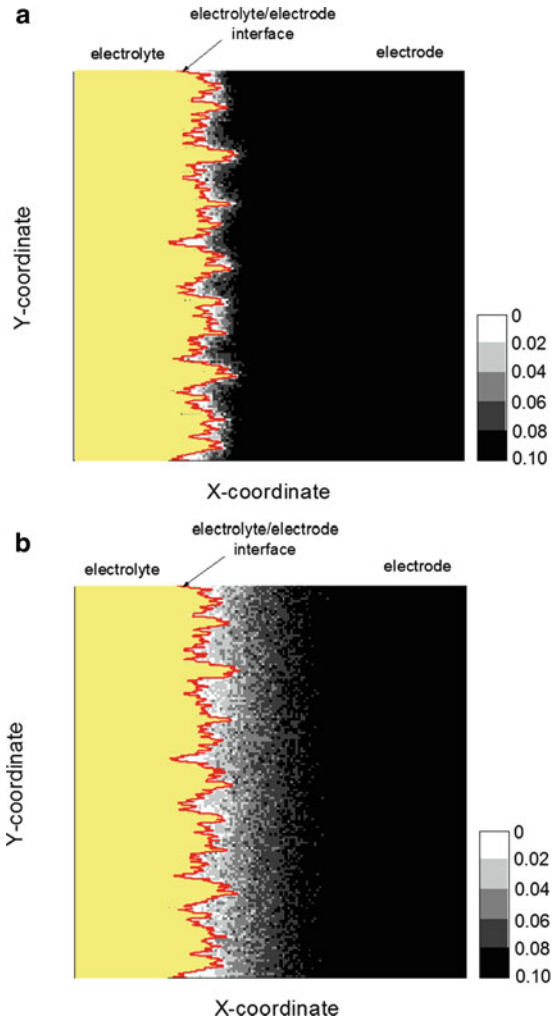 a
electrolyte/electrode
interface
electrolyte
electrode
Y-coordinate
0
0.02
0.04
0.06
0.08
0.10
X-coordinate
b
electrolyte/electrode
interface
electrolyte
electrode
Y-coordinate
0
0.02
0.04
0.06
0.08
0.10
X-coordinate